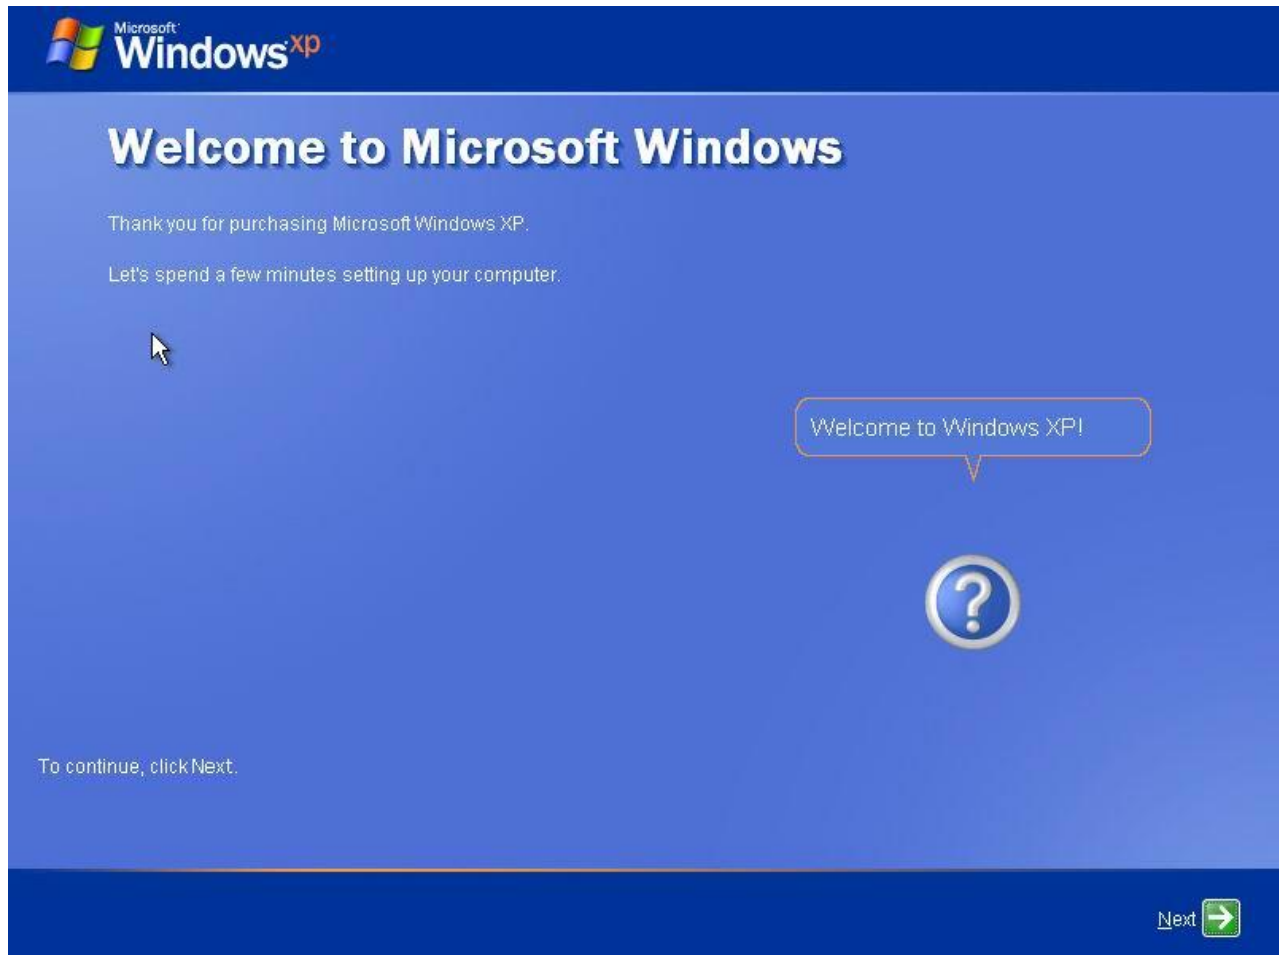 Microsoft
Windows xp
Welcome to Microsoft Windows
Thank you for purchasing Microsoft Windows XP.
Let's spend a few minutes setting up your computer.
Welcome to Windows XP!
?
To continue, click Next.
Next